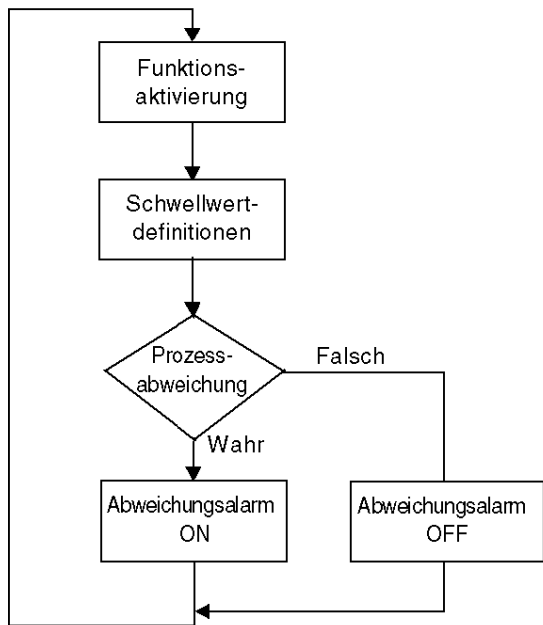 Funktions-
aktivierung
Schwellwert-
definitionen
Prozess-
abweichung
Falsch
Wahr
Abweichungsalarm
ON
Abweichungsalarm
OFF